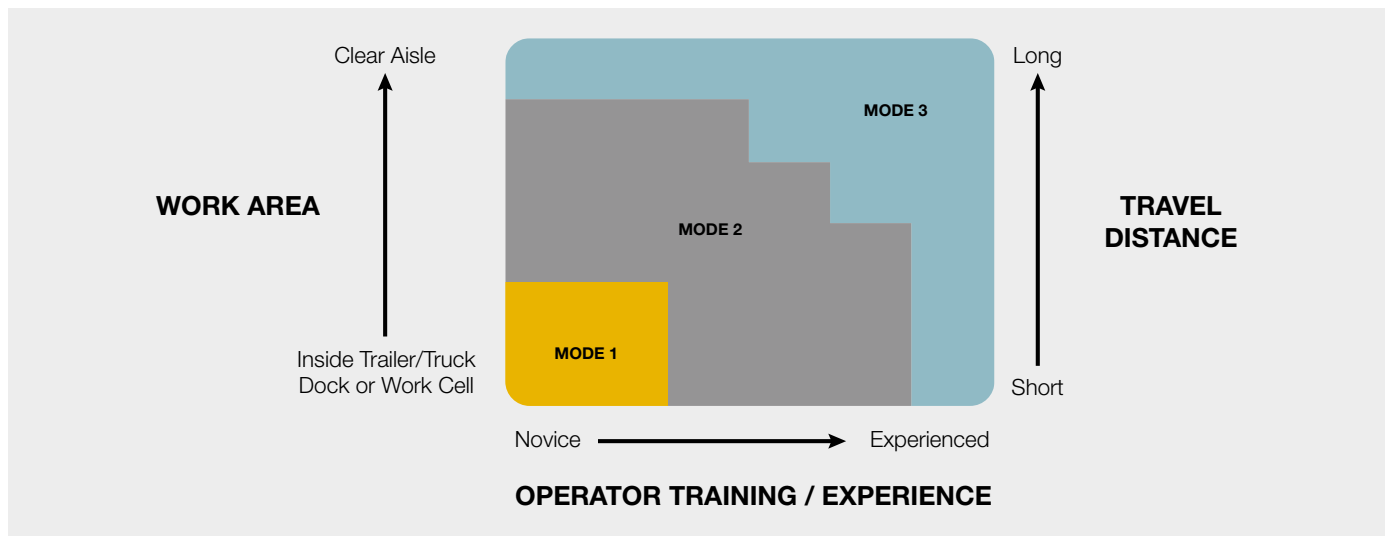 Clear Aisle
Long
MODE 3
WORK AREA
TRAVEL
DISTANCE
MODE 2
MODE 1
Inside Trailer/Truck
Dock or Work Cell
Short
Novice
Experienced
OPERATOR TRAINING / EXPERIENCE